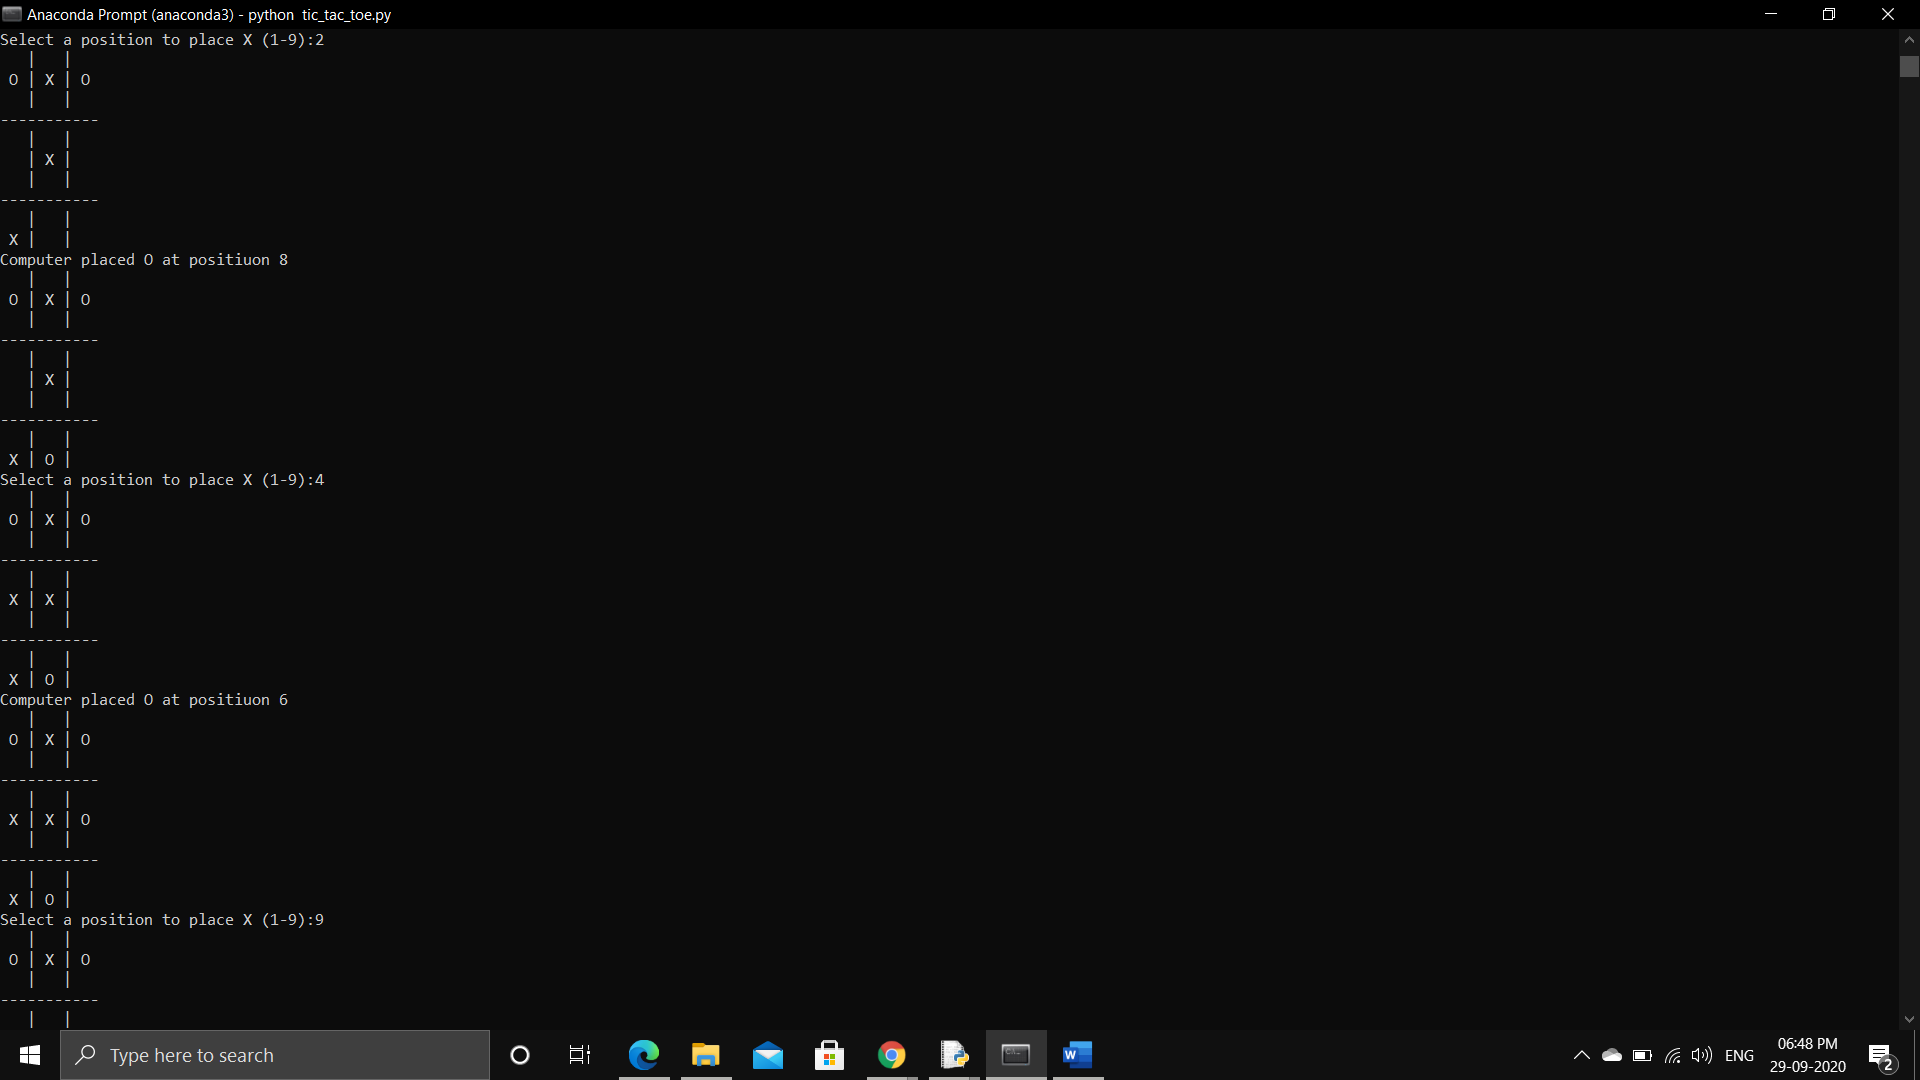 Anaconda Prompt (anaconda3) - python  tic_tac_toe.py
Select a position to place X (1-9):2
   |   |
 O | X | O
   |   |
-----------
   |   |
   | X |
   |   |
-----------
   |   |
 X |   |
Computer placed O at positiuon 8
   |   |
 O | X | O
   |   |
-----------
   |   |
   | X |
   |   |
-----------
   |   |
 X | O |
Select a position to place X (1-9):4
   |   |
 O | X | O
   |   |
-----------
   |   |
 X | X |
   |   |
-----------
   |   |
 X | O |
Computer placed O at positiuon 6
   |   |
 O | X | O
   |   |
-----------
   |   |
 X | X | O
   |   |
-----------
   |   |
 X | O |
Select a position to place X (1-9):9
   |   |
 O | X | O
   |   |
-----------
   |   |
Type here to search
W
ENG
06:48 PM
29-09-2020
2